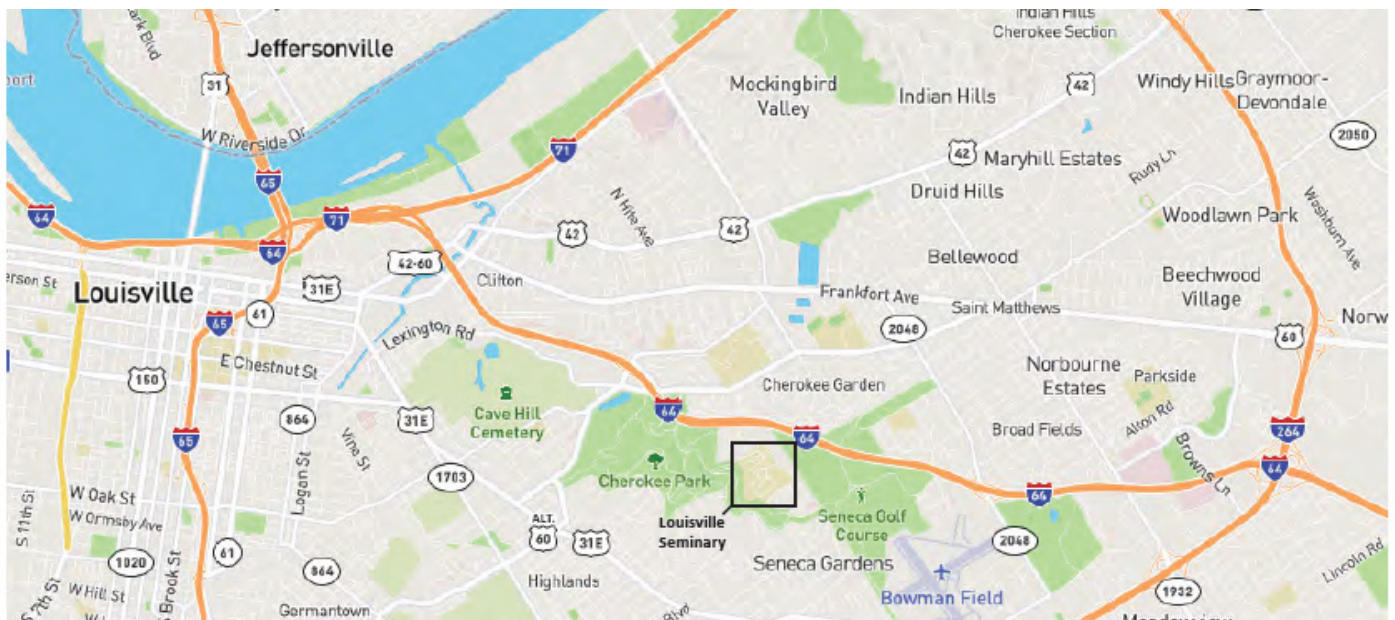 Indian Hills
Cherokee Section
Jeffersonville
31
Mockingbird
Valley
Indian Hills
42
Windy Hills
Graymoor-
Devondale
2050
W Riverside Dr
71
65
42
Maryhill Estates
Rudy Ln
Druid Hills
Woodlawn Park
Washburn Ave
64
71
64
N Hite Ave
42
42
42-60
Clifton
Bellewood
Beechwood
Village
erson St
Louisville
31E
61
65
Frankfort Ave
Saint Matthews
2048
60
Norw
Lexington Rd
E Chestnut St
150
864
Cave Hill
Cemetery
31E
64
Cherokee Garden
Norbourne
Estates
Parkside
Alton Rd
Broad Fields
264
64
65
Vine St
Logan St
1703
Cherokee Park
64
Browns Ln
64
W Oak St
W Ormsby Ave
S 11th St
Louisville
Seminary
Seneca Golf
Course
ALT.
60
31E
2048
61
1020
864
Highlands
Seneca Gardens
Bowman Field
Lincoln Rd
1932
S 7th St
W Hill St
S Brook St
Germantown